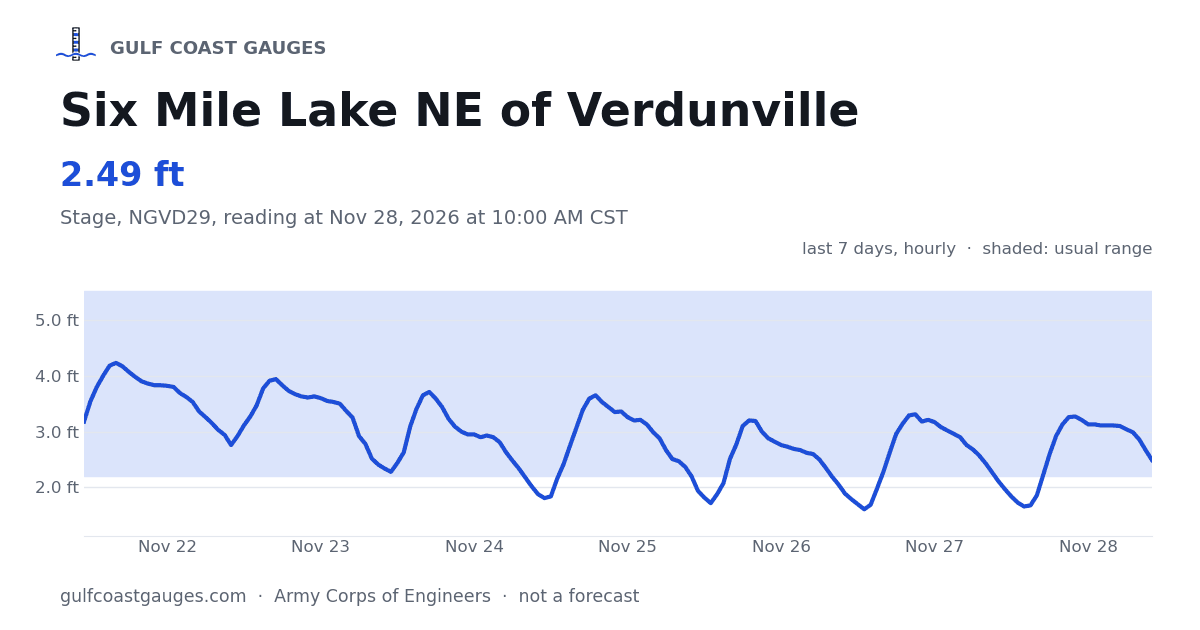 GULF COAST GAUGES
Six Mile Lake NE of Verdunville
2.49 ft
Stage, NGVD29, reading at Nov 28, 2026 at 10:00 AM CST
last 7 days, hourly · shaded: usual range
5.0 ft
4.0 ft
3.0 ft
2.0 ft
Nov 22 Nov 23 Nov 24 Nov 25 Nov 26 Nov 27 Nov 28
gulfcoastgauges.com · Army Corps of Engineers · not a forecast